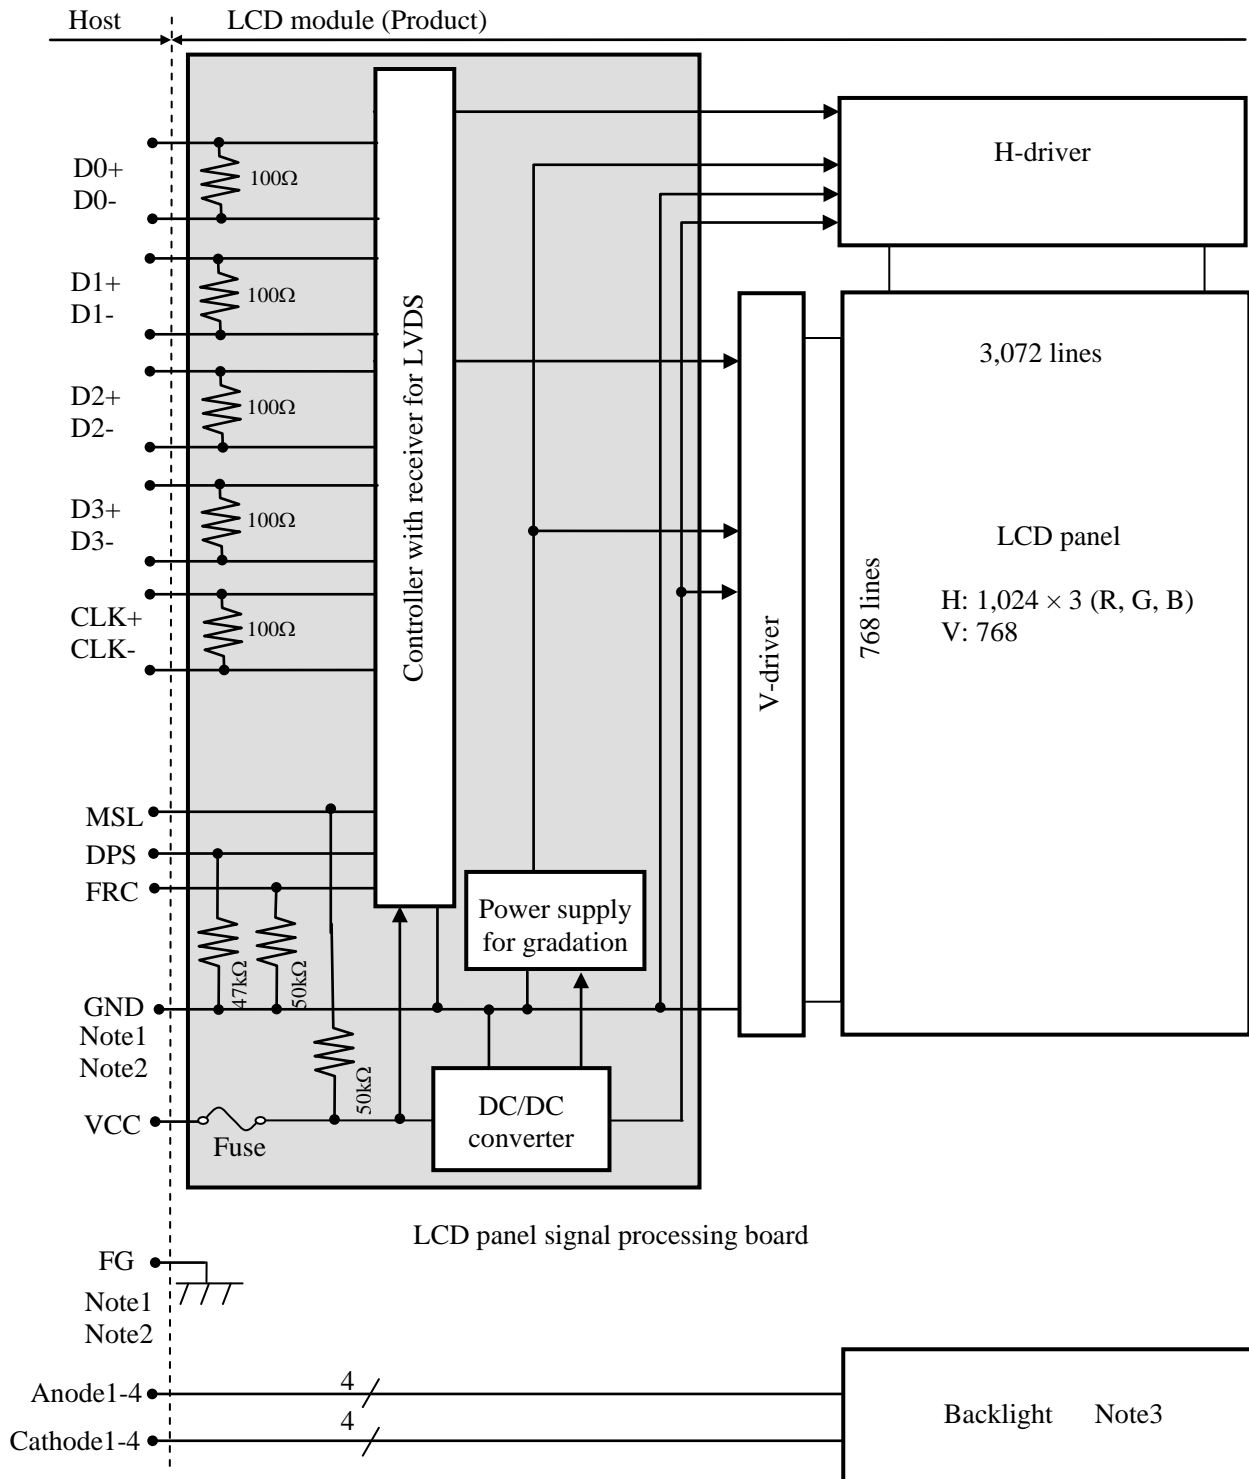 Host
LCD module (Product)
H-driver
D0+
D0-
100Ω
D1+
D1-
100Ω
D2+
D2-
100Ω
D3+
D3-
100Ω
CLK+
CLK-
100Ω
Controller with receiver for LVDS
V-driver
3,072 lines
768 lines
LCD panel
H: 1,024 × 3 (R, G, B)
V: 768
MSL
DPS
FRC
47kΩ
50kΩ
Power supply
for gradation
GND
Note1
Note2
50kΩ
VCC
Fuse
DC/DC
converter
LCD panel signal processing board
FG
Note1
Note2
Anode1-4
4
Cathode1-4
4
Backlight Note3